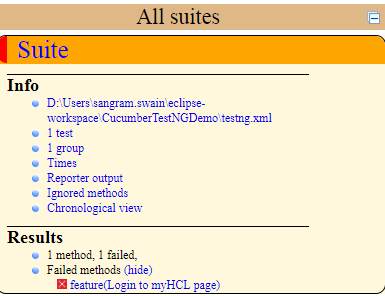 All suites
Suite
Info
D:\Users\sangram.swain\eclipse-
workspace\CucumberTestNGDemo\testng.xml
1 test
1 group
Times
Reporter output
Ignored methods
Chronological view
Results
1 method, 1 failed,
Failed methods (hide)
feature(Login to myHCL page)